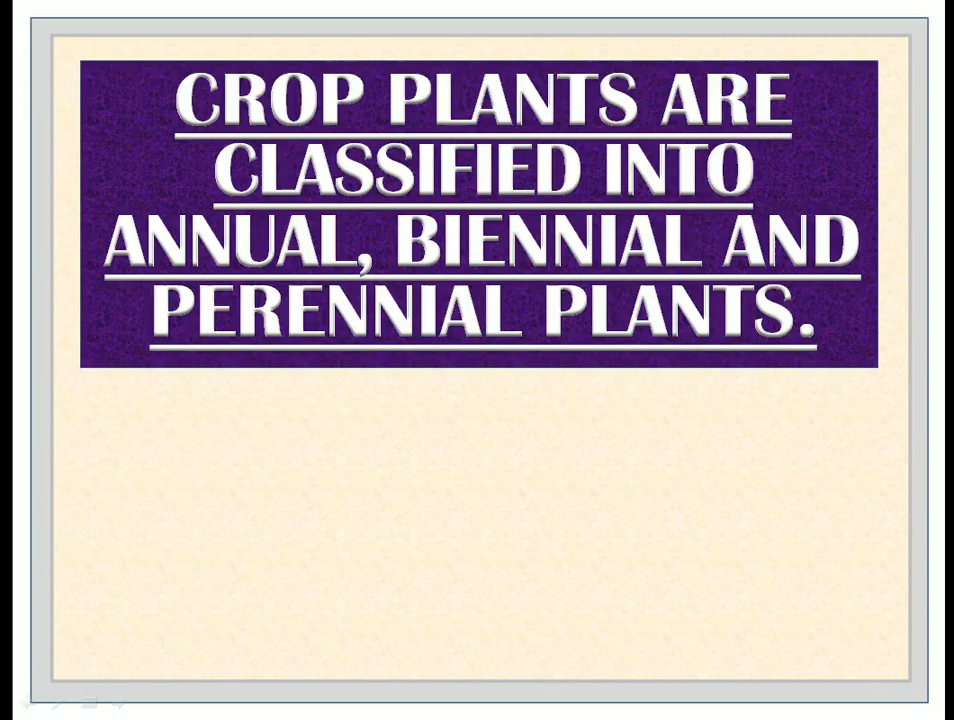 CROP PLANTS ARE
CLASSIFIED INTO
ANNUAL, BIENNIAL AND
PERENNIAL PLANTS.